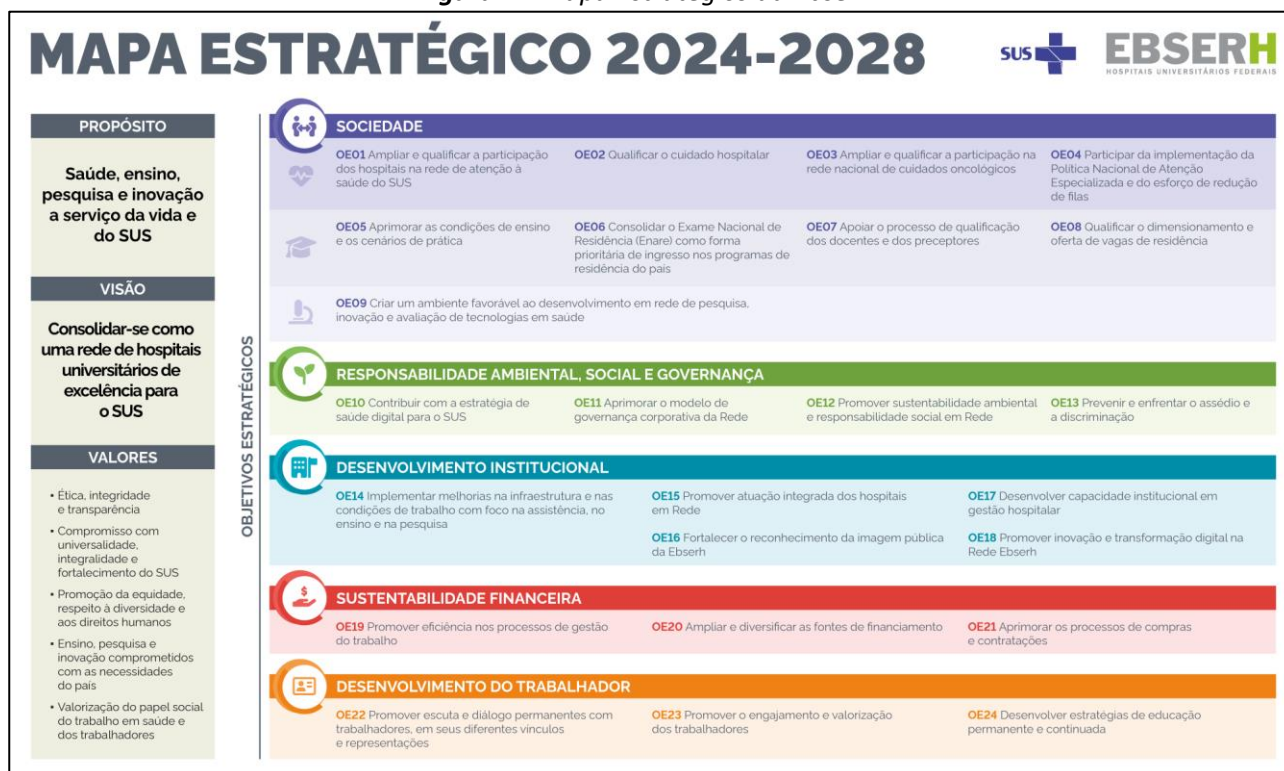 MAPA ESTRATÉGICO 2024-2028
SUS
EBSERH
HOSPITAIS UNIVERSITÁRIOS FEDERAIS
PROPÓSITO
Saúde, ensino,
pesquisa e inovação
a serviço da vida e
do SUS
VISÃO
Consolidar-se como
uma rede de hospitais
universitários de
excelência para
o SUS
VALORES
• Ética, integridade
e transparência
• Compromisso com
universalidade,
integralidade e
fortalecimento do SUS
• Promoção da equidade,
respeito à diversidade e
aos direitos humanos
• Ensino, pesquisa e
inovação comprometidos
com as necessidades
do país
• Valorização do papel social
do trabalho em saúde e
dos trabalhadores
OBJETIVOS ESTRATÉGICOS
SOCIEDADE
OE01 Ampliar e qualificar a participação
dos hospitais na rede de atenção à
saúde do SUS
OE02 Qualificar o cuidado hospitalar
OE03 Ampliar e qualificar a participação na
rede nacional de cuidados oncológicos
OE04 Participar da implementação da
Política Nacional de Atenção
Especializada e do esforço de redução
de filas
OE05 Aprimorar as condições de ensino
e os cenários de prática
OE06 Consolidar o Exame Nacional de
Residência (Enare) como forma
prioritária de ingresso nos programas de
residência do país
OE07 Apoiar o processo de qualificação
dos docentes e dos preceptores
OE08 Qualificar o dimensionamento e
oferta de vagas de residência
OE09 Criar um ambiente favorável ao desenvolvimento em rede de pesquisa,
inovação e avaliação de tecnologias em saúde
RESPONSABILIDADE AMBIENTAL, SOCIAL E GOVERNANÇA
OE10 Contribuir com a estratégia de
saúde digital para o SUS
OE11 Aprimorar o modelo de
governança corporativa da Rede
OE12 Promover sustentabilidade ambiental
e responsabilidade social em Rede
OE13 Prevenir e enfrentar o assédio e
a discriminação
DESENVOLVIMENTO INSTITUCIONAL
OE14 Implementar melhorias na infraestrutura e nas
condições de trabalho com foco na assistência, no
ensino e na pesquisa
OE15 Promover atuação integrada dos hospitais
em Rede
OE16 Fortalecer o reconhecimento da imagem pública
da Ebserh
OE17 Desenvolver capacidade institucional em
gestão hospitalar
OE18 Promover inovação e transformação digital na
Rede Ebserh
SUSTENTABILIDADE FINANCEIRA
OE19 Promover eficiência nos processos de gestão
do trabalho
OE20 Ampliar e diversificar as fontes de financiamento
OE21 Aprimorar os processos de compras
e contratações
DESENVOLVIMENTO DO TRABALHADOR
OE22 Promover escuta e diálogo permanentes com
trabalhadores, em seus diferentes vínculos
e representações
OE23 Promover o engajamento e valorização
dos trabalhadores
OE24 Desenvolver estratégias de educação
permanente e continuada